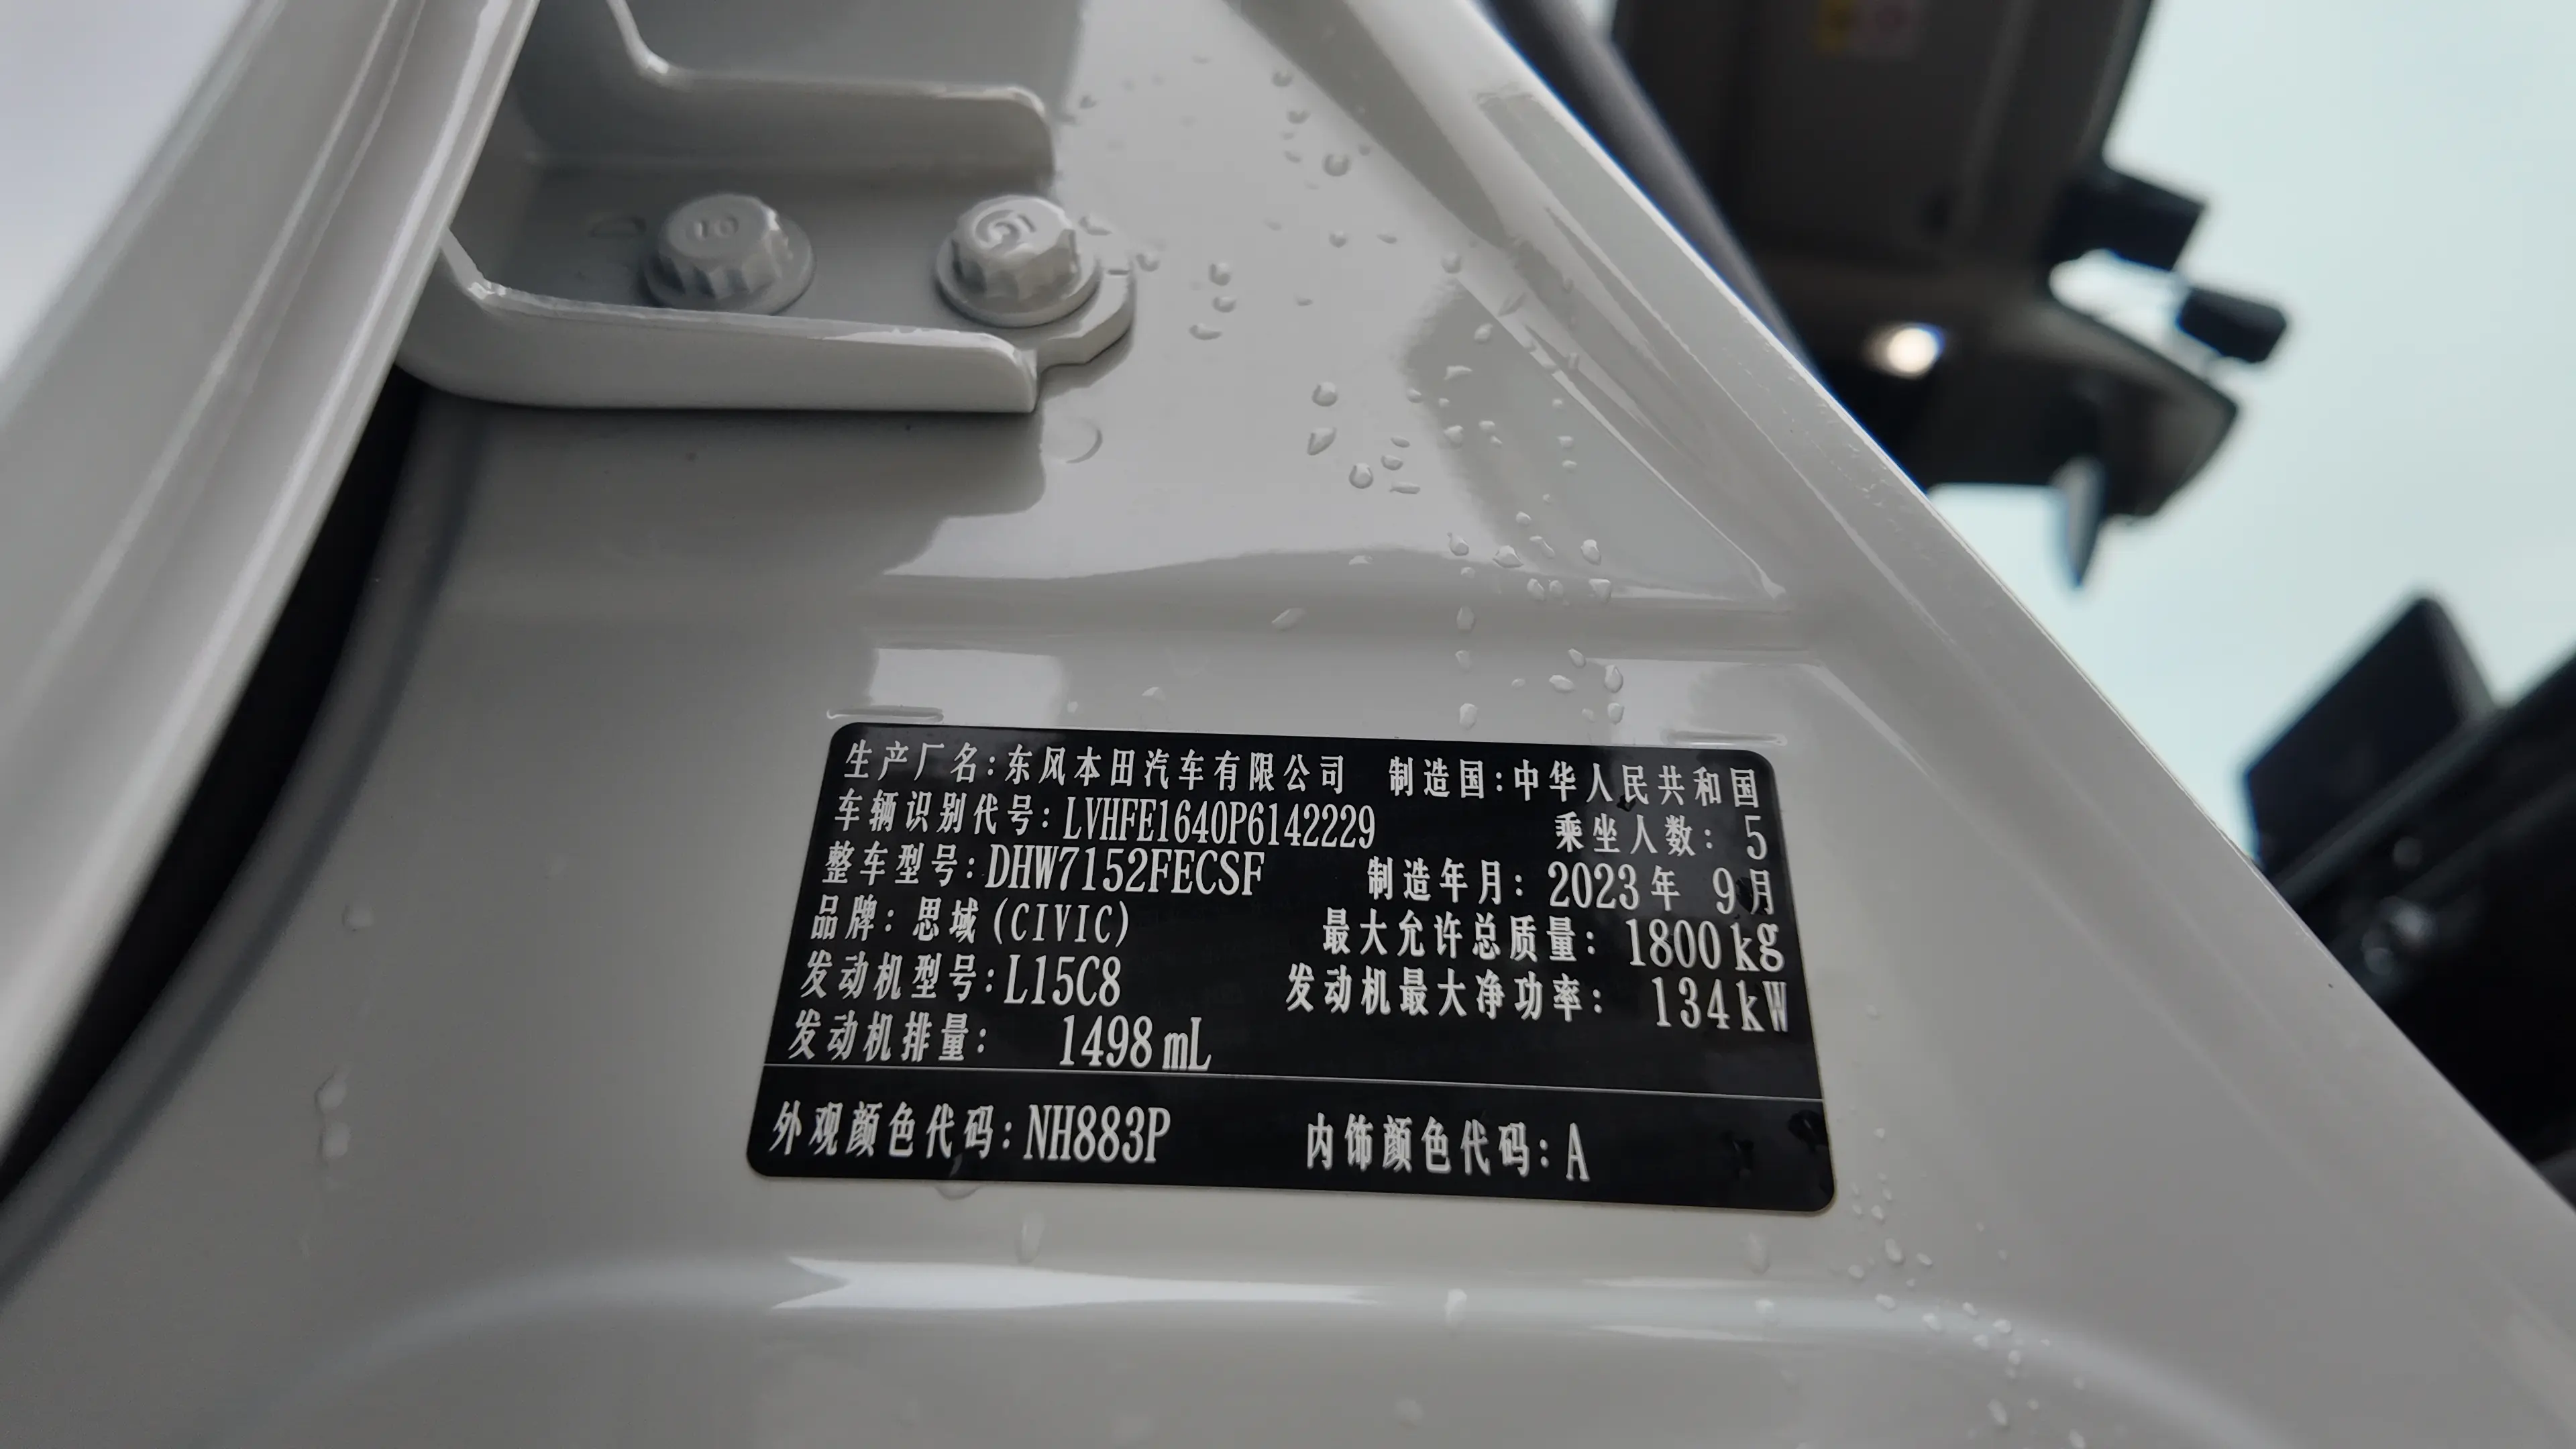 生产厂名:东风本田汽车有限公司 制造国:中华人民共和国
车辆识别代号:LVHFE1640P6142229 乘坐人数:5
整车型号:DHW7152FECSF 制造年月:2023年 9月
品牌:思域(CIVIC) 最大允许总质量:1800kg
发动机型号:L15C8 发动机最大净功率:134kW
发动机排量: 1498mL
外观颜色代码:NH883P 内饰颜色代码:A